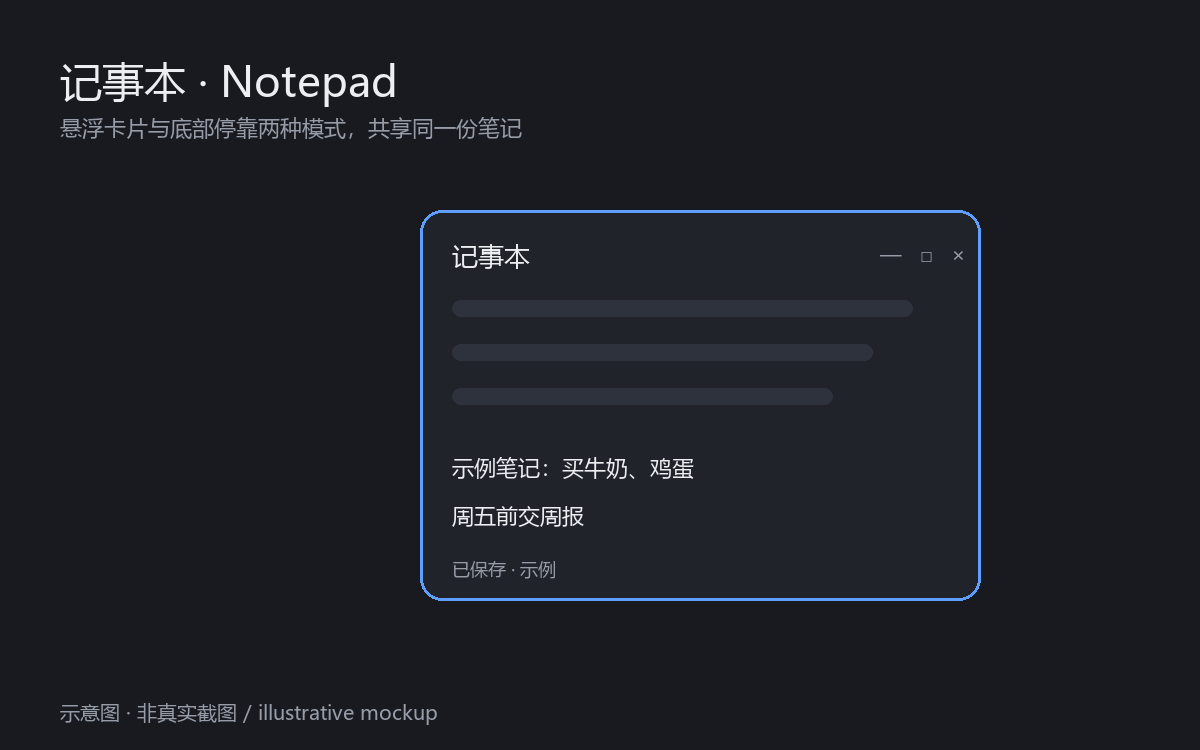 记事本 · Notepad
悬浮卡片与底部停靠两种模式，共享同一份笔记
记事本
示例笔记：买牛奶、鸡蛋
周五前交周报
已保存 · 示例
示意图 · 非真实截图 / illustrative mockup